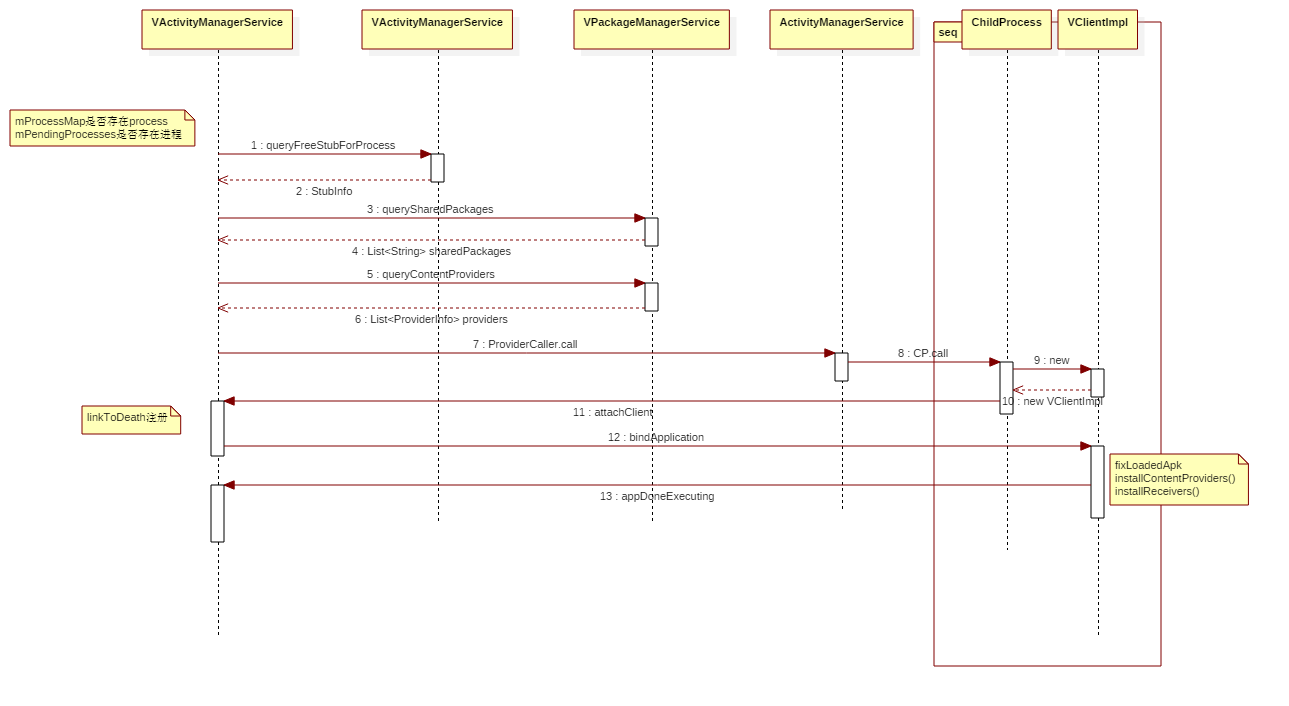 VActivityManagerService
VActivityManagerService
VPackageManagerService
ActivityManagerService
ChildProcess
VClientImpl
seq
mProcessMap是否存在process
mPendingProcesses是否存在进程
1 : queryFreeStubForProcess
2 : StubInfo
3 : querySharedPackages
4 : List<String> sharedPackages
5 : queryContentProviders
6 : List<ProviderInfo> providers
7 : ProviderCaller.call
8 : CP.call
9 : new
10 : new VClientImpl
11 : attachClient
linkToDeath注册
12 : bindApplication
fixLoadedApk
installContentProviders()
installReceivers()
13 : appDoneExecuting